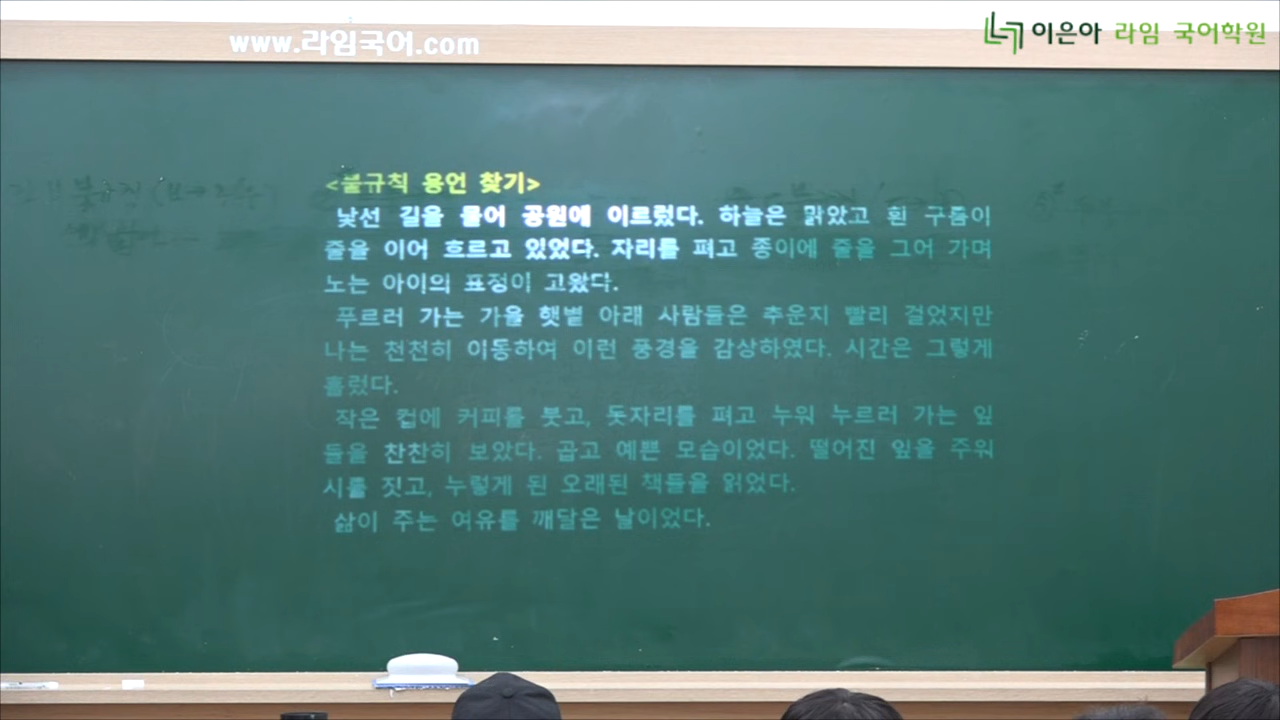 www.라임국어.com
이은아 라임 국어학원
<불규칙 용언 찾기>
낯선 길을 물어 공원에 이르렀다. 하늘은 맑았고 흰 구름이
줄을 이어 흐르고 있었다. 자리를 펴고 종이에 줄을 그어 가며
노는 아이의 표정이 고왔다.
푸르러 가는 가을 햇볕 아래 사람들은 추운지 빨리 걸었지만
나는 천천히 이동하여 이런 풍경을 감상하였다. 시간은 그렇게
흘렀다.
작은 컵에 커피를 붓고, 돗자리를 펴고 누워 누르러 가는 잎
들을 찬찬히 보았다. 곱고 예쁜 모습이었다. 떨어진 잎을 주워
시를 짓고, 누렇게 된 오래된 책들을 읽었다.
삶이 주는 여유를 깨달은 날이었다.